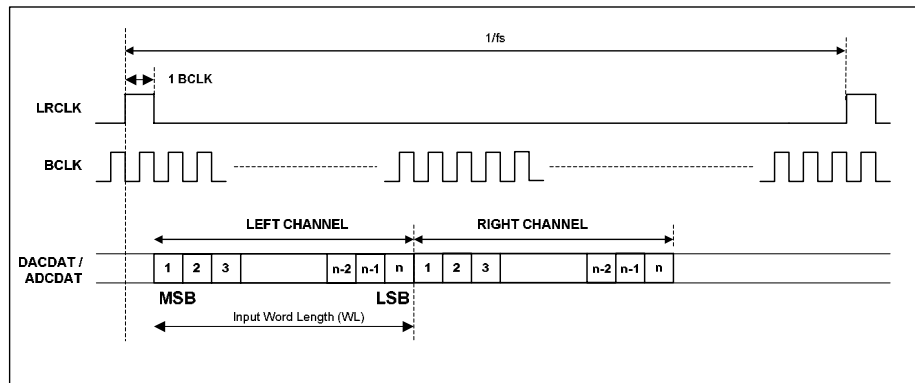 1/fs
1 BCLK
LRCLK
BCLK
LEFT CHANNEL
RIGHT CHANNEL
DACDAT /
ADCDAT
1 2 3 n-2 n-1 n 1 2 3 n-2 n-1 n
MSB
LSB
Input Word Length (WL)